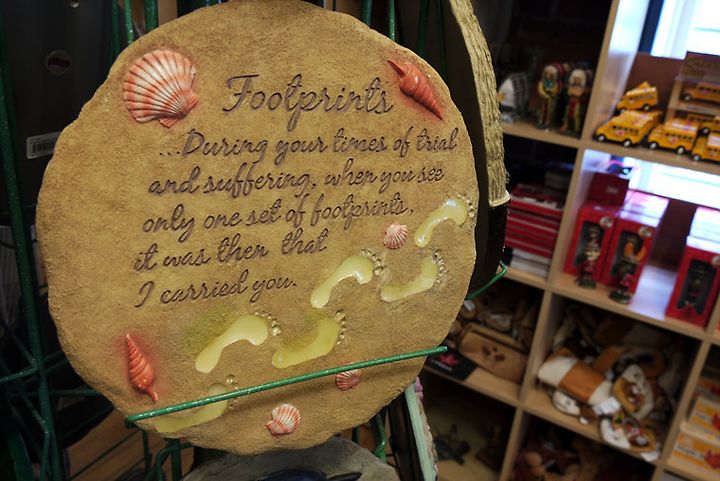 Footprints
...During your times of trial
and suffering, when you see
only one set of footprints,
it was then that
I carried you.